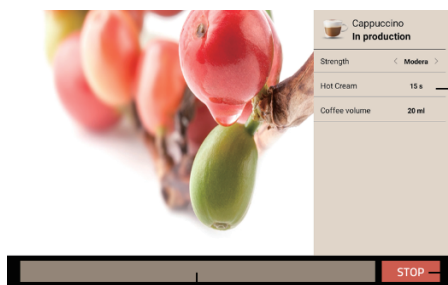 Cappuccino
In production
Strength < Modera >
Hot Cream 15 s
Coffee volume 20 ml
STOP